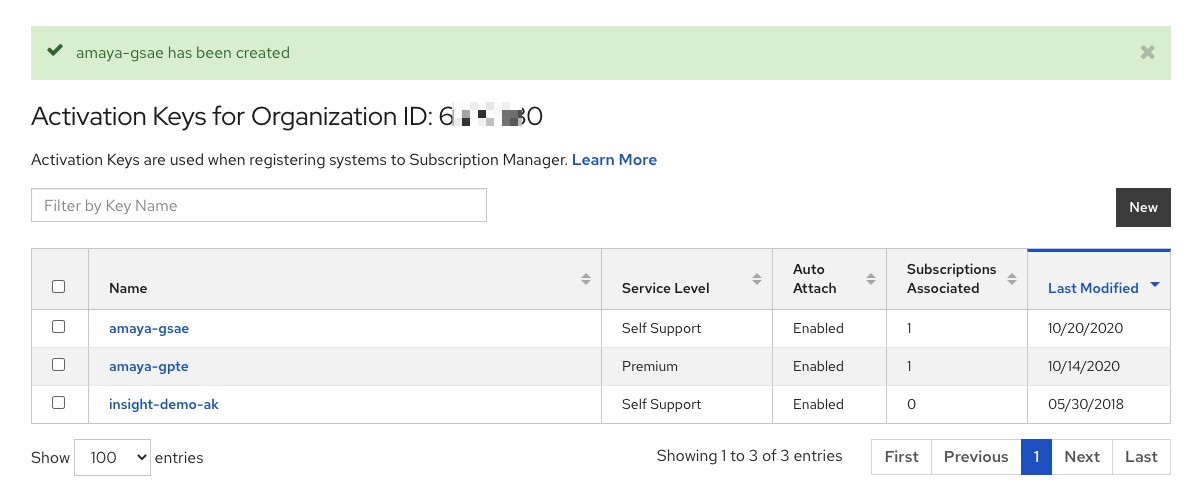 amaya-gsae has been created
Activation Keys for Organization ID:
Activation Keys are used when registering systems to Subscription Manager. Learn More
Filter by Key Name
New
Name Service Level Auto Attach Subscriptions Associated Last Modified
amaya-gsae Self Support Enabled 1 10/20/2020
amaya-gpte Premium Enabled 1 10/14/2020
insight-demo-ak Self Support Enabled 0 05/30/2018
Show 100 entries Showing 1 to 3 of 3 entries First Previous 1 Next Last